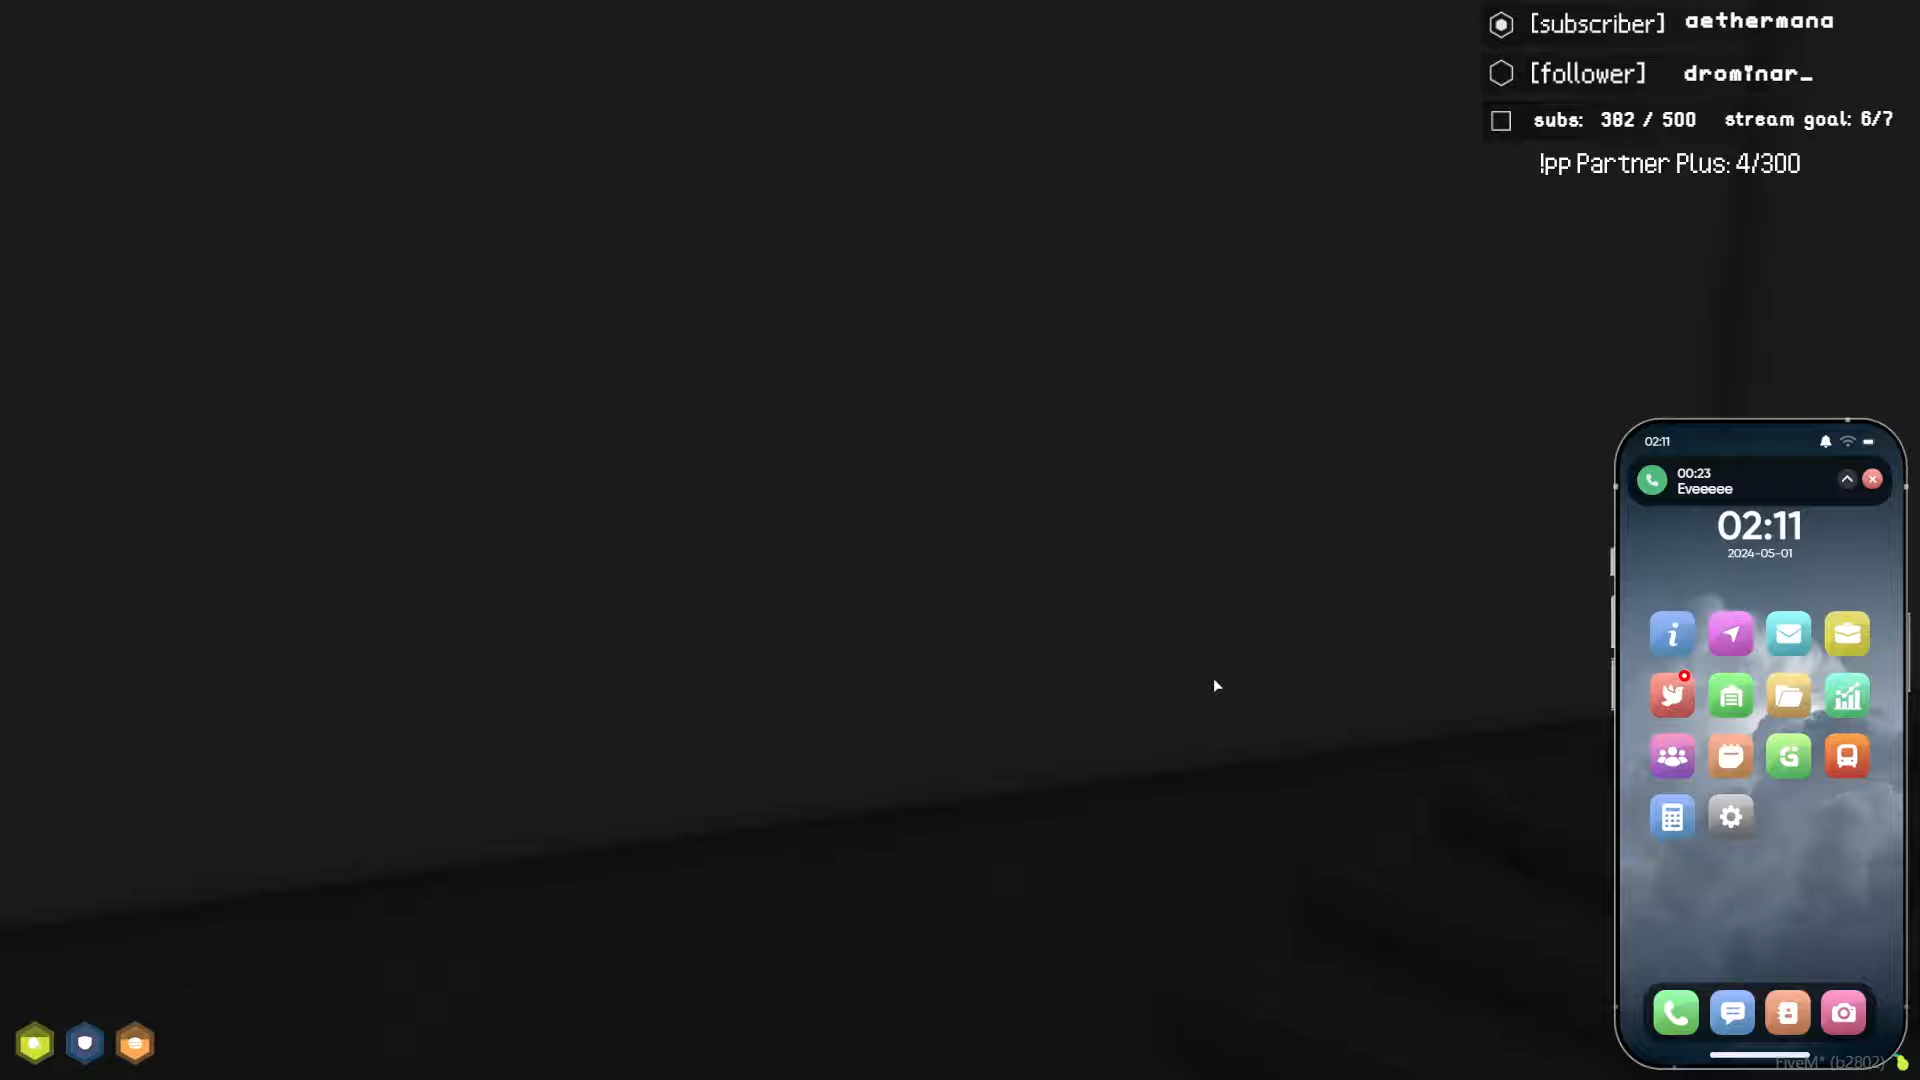 [subscriber] aethermana
[follower] drominar_
subs: 382 / 500 stream goal: 6/7
!pp Partner Plus: 4/300
02:11
00:23
Eveeeee
02:11
2024-05-01
FiveM* (b2802)